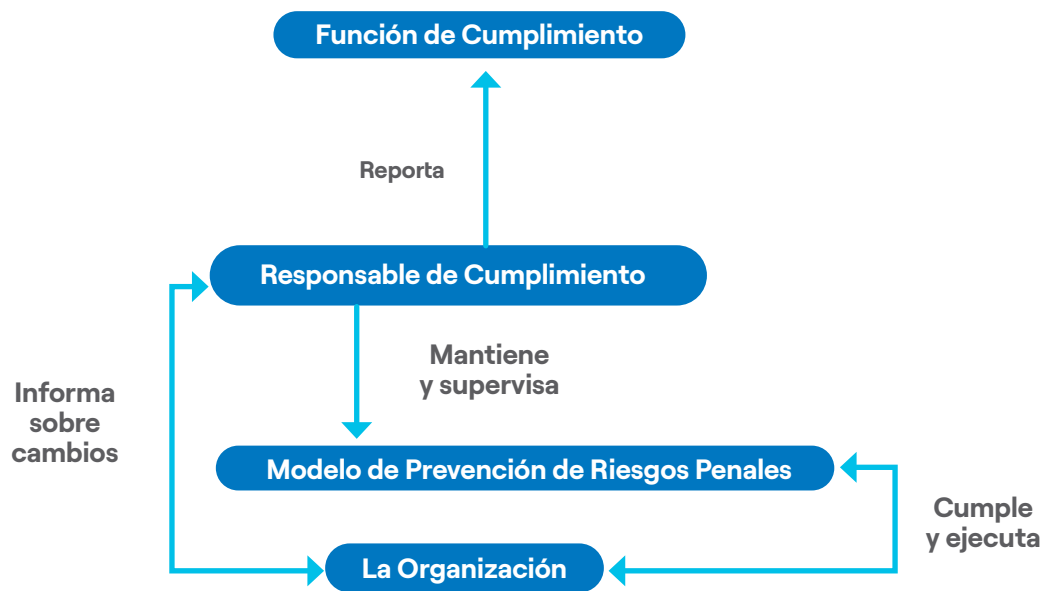 Función de Cumplimiento
Reporta
Responsable de Cumplimiento
Mantiene
y supervisa
Informa
sobre
cambios
Modelo de Prevención de Riesgos Penales
Cumple
y ejecuta
La Organización